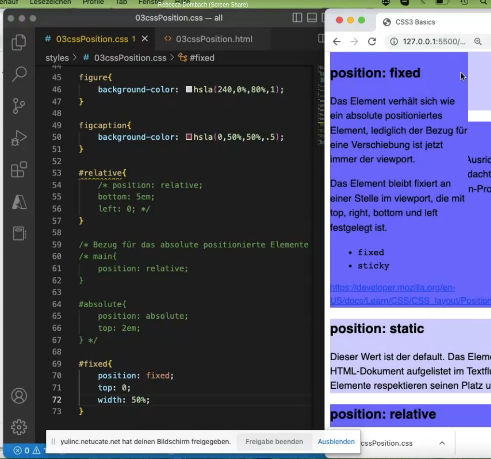 Lesezeichen Profile Tab Fenster
Rebecca Dombach (Screen Share)
03cssPosition.css — all
# 03cssPosition.css 1 × <> 03cssPosition.html
styles > # 03cssPosition.css > #fixed
44
45 figure{
46 background-color: hsla(240,0%,80%,1);
47 }
48
49 figcaption{
50 background-color: hsla(0,50%,50%,.5);
51 }
52
53 #relative{
54 /* position: relative;
55 bottom: 5em;
56 left: 0; */
57 }
58
59 /* Bezug für das absolute positionierte Elemente
60 /* main{
61 position: relative;
62 }
63
64 #absolute{
65 position: absolute;
66 top: 2em;
67 } */
68
69 #fixed{
70 position: fixed;
71 top: 0;
72 width: 50%;
73 }
CSS3 Basics
127.0.0.1:5500/...
position: fixed
Das Element verhält sich wie
ein absolute positioniertes
Element, lediglich der Bezug für
eine Verschiebung ist jetzt
immer der viewport.
Das Element bleibt fixiert an
einer Stelle im viewport, die mit
top, right, bottom und left
festgelegt ist.
• fixed
• sticky
https://developer.mozilla.org/en-
US/docs/Learn/CSS/CSS_layout/Position
position: static
Dieser Wert ist der default. Das Eleme
HTML-Dokument aufgelistet im Textflu
Elemente respektieren seinen Platz u
position: relative
yulinc.netucate.net hat deinen Bildschirm freigegeben. Freigabe beenden Ausblenden
ssPosition.css